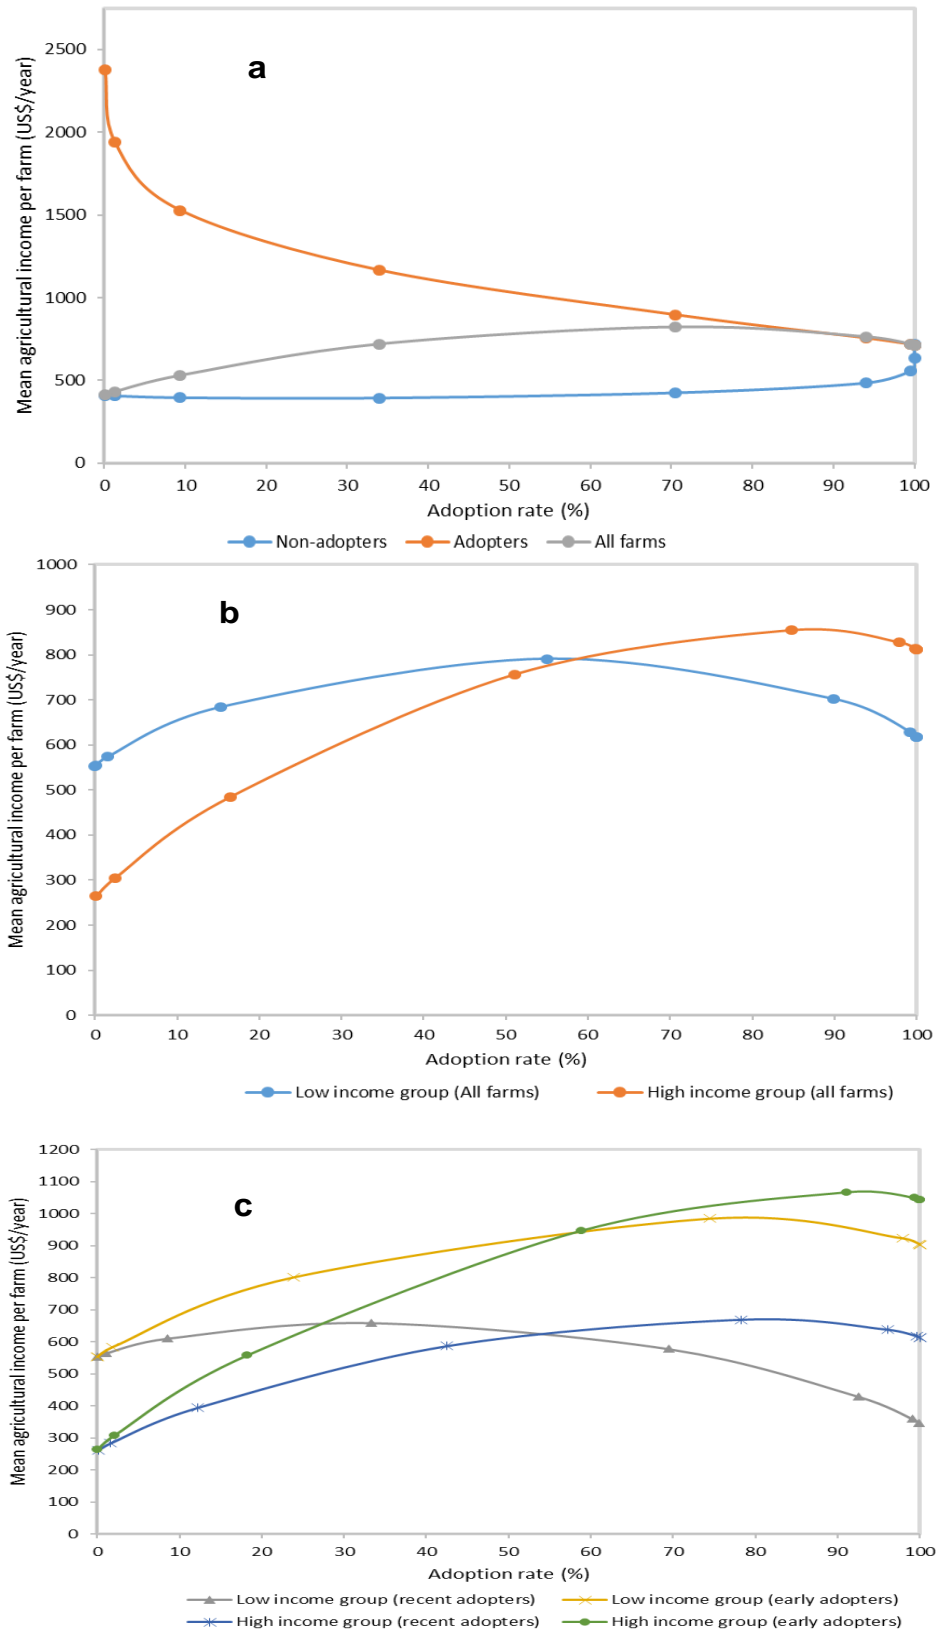 a
Mean agricultural income per farm (US$/year)
2500
2000
1500
1000
500
0
0 10 20 30 40 50 60 70 80 90 100
Adoption rate (%)
Non-adopters Adopters All farms
b
Mean agricultural income per farm (US$/year)
1000
900
800
700
600
500
400
300
200
100
0
0 10 20 30 40 50 60 70 80 90 100
Adoption rate (%)
Low income group (All farms) High income group (all farms)
c
Mean agricultural income per farm (US$/year)
1200
1100
1000
900
800
700
600
500
400
300
200
100
0
0 10 20 30 40 50 60 70 80 90 100
Adoption rate (%)
Low income group (recent adopters) Low income group (early adopters)
High income group (recent adopters) High income group (early adopters)